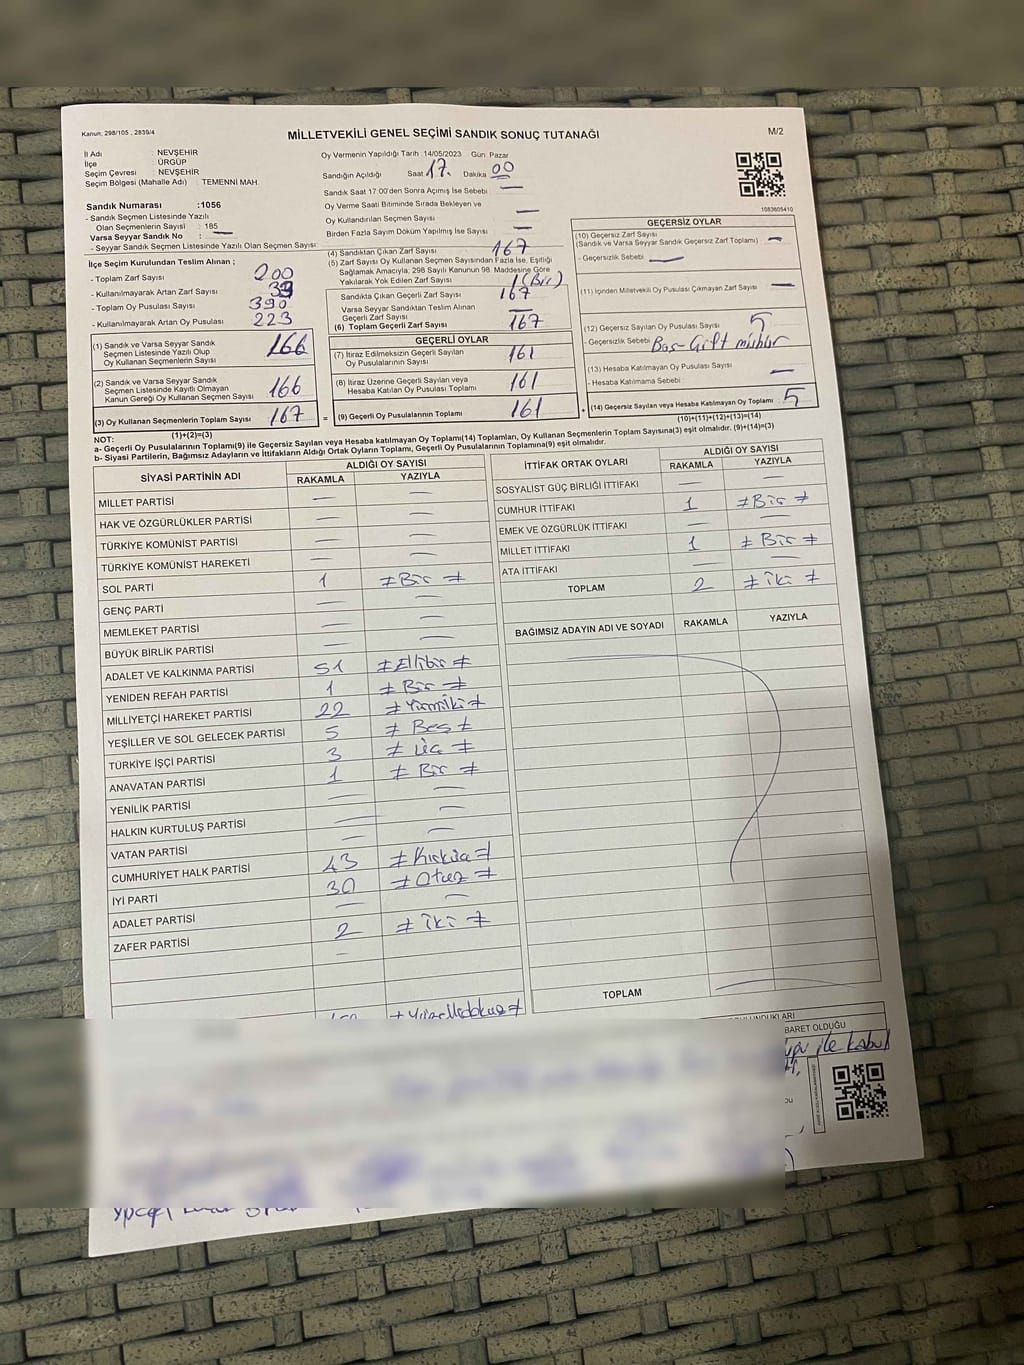 Kanun: 298/105 , 2839/4
MİLLETVEKİLİ GENEL SEÇİMİ SANDIK SONUÇ TUTANAĞI
M/2
İl Adı : NEVŞEHİR
İlçe : ÜRGÜP
Seçim Çevresi : NEVŞEHİR
Seçim Bölgesi (Mahalle Adı) : TEMENNİ MAH.
Sandık Numarası :1056
- Sandık Seçmen Listesinde Yazılı
Olan Seçmenlerin Sayısı : 185
Varsa Seyyar Sandık No : —
- Seyyar Sandık Seçmen Listesinde Yazılı Olan Seçmen Sayısı:
İlçe Seçim Kurulundan Teslim Alınan ;
- Toplam Zarf Sayısı 200
- Kullanılmayarak Artan Zarf Sayısı
- Toplam Oy Pusulası Sayısı 390
- Kullanılmayarak Artan Oy Pusulası 223
(1) Sandık ve Varsa Seyyar Sandık
Seçmen Listesinde Yazılı Olup
Oy Kullanan Seçmenlerin Sayısı 166
(2) Sandık ve Varsa Seyyar Sandık
Seçmen Listesinde Kayıtlı Olmayan
Kanun Gereği Oy Kullanan Seçmen Sayısı 166
(3) Oy Kullanan Seçmenlerin Toplam Sayısı 167
(1)+(2)=(3)
Oy Vermenin Yapıldığı Tarih :14/05/2023 Gün: Pazar
Sandığın Açıldığı Saat 17. Dakika 00
Sandık Saat 17:00'den Sonra Açımış İse Sebebi —
Oy Verme Saati Bitiminde Sırada Bekleyen ve
Oy Kullandırılan Seçmen Sayısı —
Birden Fazla Sayım Döküm Yapılmış İse Sayısı —
(4) Sandıktan Çıkan Zarf Sayısı 167
(5) Zarf Sayısı Oy Kullanan Seçmen Sayısından Fazla İse, Eşitliği
Sağlamak Amacıyla; 298 Sayılı Kanunun 98. Maddesine Göre
Yakılarak Yok Edilen Zarf Sayısı 1 (Bir)
Sandıkta Çıkan Geçerli Zarf Sayısı 167
Varsa Seyyar Sandıktan Teslim Alınan
Geçerli Zarf Sayısı —
(6) Toplam Geçerli Zarf Sayısı 167
GEÇERLİ OYLAR
(7) İtiraz Edilmeksizin Geçerli Sayılan
Oy Pusulalarının Sayısı 161
(8) İtiraz Üzerine Geçerli Sayılan veya
Hesaba Katılan Oy Pusulası Toplamı 161
= (9) Geçerli Oy Pusulalarının Toplamı 161
1083605410
GEÇERSİZ OYLAR
(10) Geçersiz Zarf Sayısı
(Sandık ve Varsa Seyyar Sandık Geçersiz Zarf Toplamı) —
- Geçersizlik Sebebi —
(11) İçinden Milletvekili Oy Pusulası Çıkmayan Zarf Sayısı —
(12) Geçersiz Sayılan Oy Pusulası Sayısı 5
- Geçersizlik Sebebi Boş-Çift mühür
(13) Hesaba Katılmayan Oy Pusulası Sayısı —
- Hesaba Katılmama Sebebi
+ (14) Geçersiz Sayılan veya Hesaba Katılmayan Oy Toplamı 5
(10)+(11)+(12)+(13)=(14)
NOT:
a- Geçerli Oy Pusulalarının Toplamı(9) ile Geçersiz Sayılan veya Hesaba katılmayan Oy Toplamı(14) Toplamları, Oy Kullanan Seçmenlerin Toplam Sayısına(3) eşit olmalıdır. (9)+(14)=(3)
b- Siyasi Partilerin, Bağımsız Adayların ve İttifakların Aldığı Ortak Oyların Toplamı, Geçerli Oy Pusulalarının Toplamına(9) eşit olmalıdır.
SİYASİ PARTİNİN ADI ALDIĞI OY SAYISI
RAKAMLA YAZIYLA
MİLLET PARTİSİ — —
HAK VE ÖZGÜRLÜKLER PARTİSİ — —
TÜRKİYE KOMÜNİST PARTİSİ — —
TÜRKİYE KOMÜNİST HAREKETİ — —
SOL PARTİ 1 ≠ Bir ≠
GENÇ PARTİ — —
MEMLEKET PARTİSİ — —
BÜYÜK BİRLİK PARTİSİ — —
ADALET VE KALKINMA PARTİSİ 51 ≠ Ellibir ≠
YENİDEN REFAH PARTİSİ 1 ≠ Bir ≠
MİLLİYETÇİ HAREKET PARTİSİ 22 ≠ Yirmiiki ≠
YEŞİLLER VE SOL GELECEK PARTİSİ 5 ≠ Beş ≠
TÜRKİYE İŞÇİ PARTİSİ 3 ≠ Üç ≠
ANAVATAN PARTİSİ 1 ≠ Bir ≠
YENİLİK PARTİSİ — —
HALKIN KURTULUŞ PARTİSİ — —
VATAN PARTİSİ — —
CUMHURİYET HALK PARTİSİ 43 ≠ Kırküç ≠
İYİ PARTİ 30 ≠ Otuz ≠
ADALET PARTİSİ — —
ZAFER PARTİSİ 2 ≠ İki ≠
≠ Yüzellidokuz ≠
İTTİFAK ORTAK OYLARI ALDIĞI OY SAYISI
RAKAMLA YAZIYLA
SOSYALİST GÜÇ BİRLİĞİ İTTİFAKI — —
CUMHUR İTTİFAKI 1 ≠ Bir ≠
EMEK VE ÖZGÜRLÜK İTTİFAKI — —
MİLLET İTTİFAKI 1 ≠ Bir ≠
ATA İTTİFAKI — —
TOPLAM 2 ≠ İki ≠
BAĞIMSIZ ADAYIN ADI VE SOYADI RAKAMLA YAZIYLA
TOPLAM
BARET OLDUĞU
ile kabul